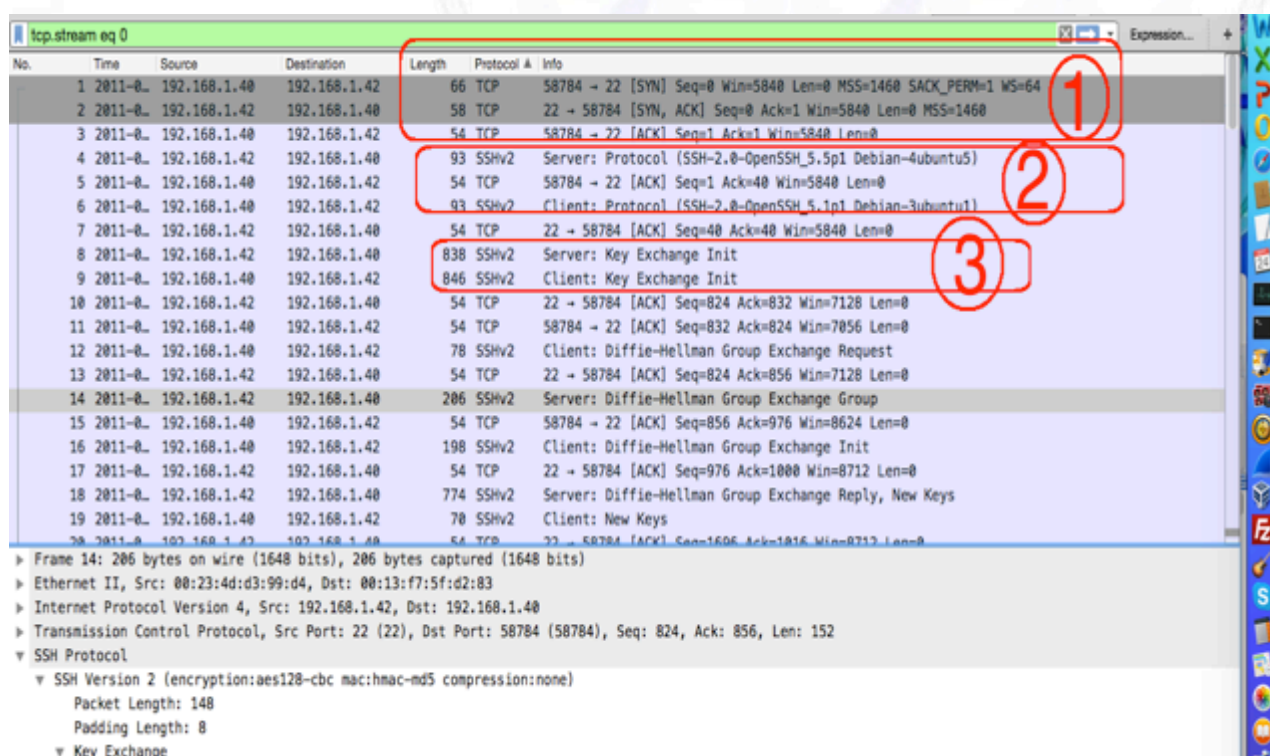 tcp.stream eq 0
Expression...
+
No. Time Source Destination Length Protocol Info
1 2011-0… 192.168.1.40 192.168.1.42 66 TCP 58784 → 22 [SYN] Seq=0 Win=5840 Len=0 MSS=1460 SACK_PERM=1 WS=64
2 2011-0… 192.168.1.42 192.168.1.40 58 TCP 22 → 58784 [SYN, ACK] Seq=0 Ack=1 Win=5840 Len=0 MSS=1460
1
3 2011-0… 192.168.1.40 192.168.1.42 54 TCP 58784 → 22 [ACK] Seq=1 Ack=1 Win=5840 Len=0
4 2011-0… 192.168.1.42 192.168.1.40 93 SSHv2 Server: Protocol (SSH-2.0-OpenSSH_5.5p1 Debian-4ubuntu5)
5 2011-0… 192.168.1.40 192.168.1.42 54 TCP 58784 → 22 [ACK] Seq=1 Ack=40 Win=5840 Len=0
2
6 2011-0… 192.168.1.40 192.168.1.42 93 SSHv2 Client: Protocol (SSH-2.0-OpenSSH_5.1p1 Debian-3ubuntu1)
7 2011-0… 192.168.1.42 192.168.1.40 54 TCP 22 → 58784 [ACK] Seq=40 Ack=40 Win=5840 Len=0
8 2011-0… 192.168.1.42 192.168.1.40 838 SSHv2 Server: Key Exchange Init
3
9 2011-0… 192.168.1.40 192.168.1.42 846 SSHv2 Client: Key Exchange Init
10 2011-0… 192.168.1.42 192.168.1.40 54 TCP 22 → 58784 [ACK] Seq=824 Ack=832 Win=7128 Len=0
11 2011-0… 192.168.1.40 192.168.1.42 54 TCP 58784 → 22 [ACK] Seq=832 Ack=824 Win=7056 Len=0
12 2011-0… 192.168.1.40 192.168.1.42 78 SSHv2 Client: Diffie-Hellman Group Exchange Request
13 2011-0… 192.168.1.42 192.168.1.40 54 TCP 22 → 58784 [ACK] Seq=824 Ack=856 Win=7128 Len=0
14 2011-0… 192.168.1.42 192.168.1.40 206 SSHv2 Server: Diffie-Hellman Group Exchange Group
15 2011-0… 192.168.1.40 192.168.1.42 54 TCP 58784 → 22 [ACK] Seq=856 Ack=976 Win=8624 Len=0
16 2011-0… 192.168.1.40 192.168.1.42 198 SSHv2 Client: Diffie-Hellman Group Exchange Init
17 2011-0… 192.168.1.42 192.168.1.40 54 TCP 22 → 58784 [ACK] Seq=976 Ack=1000 Win=8712 Len=0
18 2011-0… 192.168.1.42 192.168.1.40 774 SSHv2 Server: Diffie-Hellman Group Exchange Reply, New Keys
19 2011-0… 192.168.1.40 192.168.1.42 70 SSHv2 Client: New Keys
20 2011-0… 192.168.1.42 192.168.1.40 54 TCP 22 → 58784 [ACK] Seq=1696 Ack=1016 Win=8712 Len=0
Frame 14: 206 bytes on wire (1648 bits), 206 bytes captured (1648 bits)
Ethernet II, Src: 00:23:4d:d3:99:d4, Dst: 00:13:f7:5f:d2:83
Internet Protocol Version 4, Src: 192.168.1.42, Dst: 192.168.1.40
Transmission Control Protocol, Src Port: 22 (22), Dst Port: 58784 (58784), Seq: 824, Ack: 856, Len: 152
SSH Protocol
SSH Version 2 (encryption:aes128-cbc mac:hmac-md5 compression:none)
Packet Length: 148
Padding Length: 8
Key Exchange